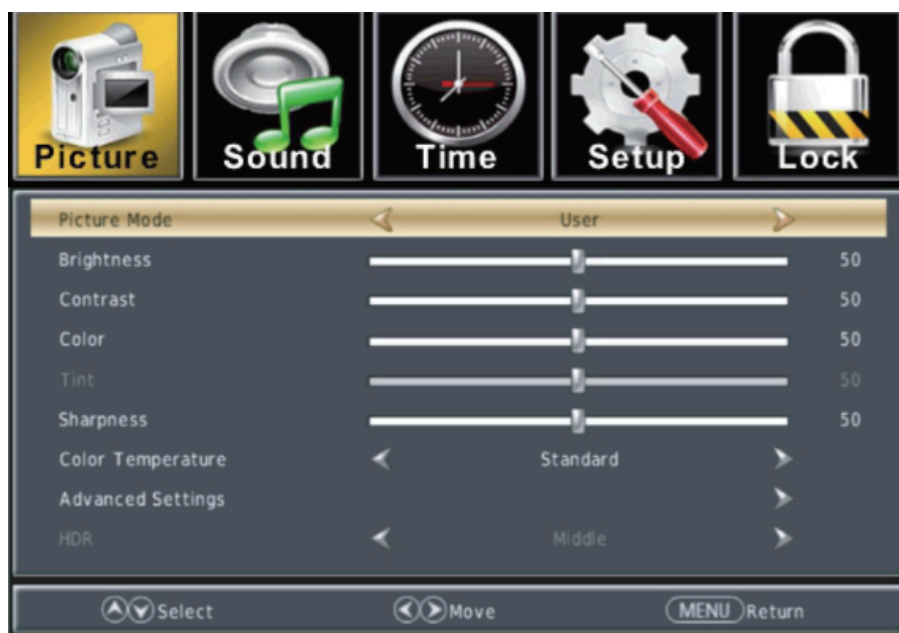 Picture Sound Time Setup Lock
Picture Mode User
Brightness 50
Contrast 50
Color 50
Tint 50
Sharpness 50
Color Temperature Standard
Advanced Settings
HDR Middle
Select Move MENU Return